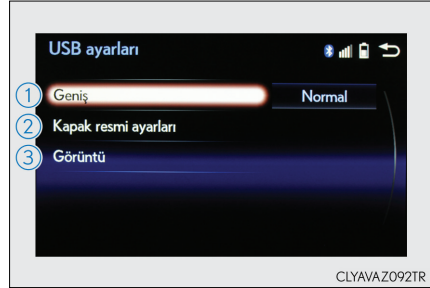 USB ayarları
1 Geniş Normal
2 Kapak resmi ayarları
3 Görüntü
CLYAVAZ092TR